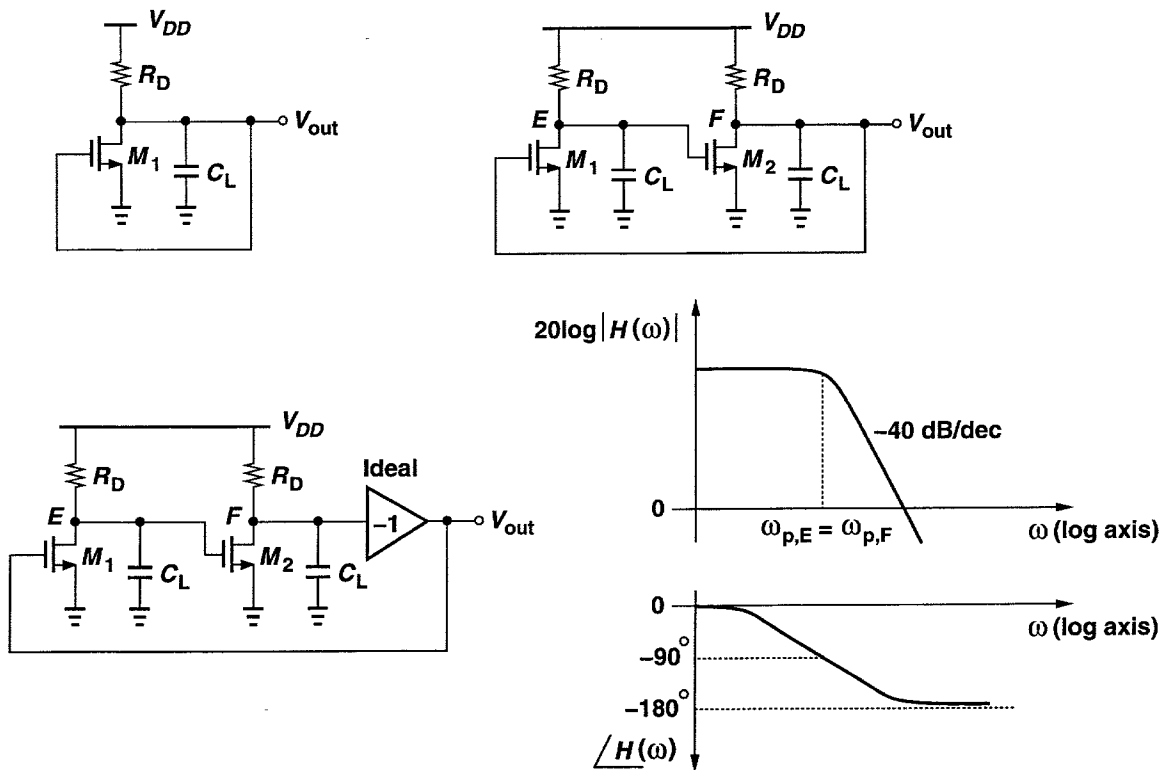 V_DD
R_D
V_out
M_1
C_L
V_DD
R_D
R_D
E
F
V_out
M_1
C_L
M_2
C_L
V_DD
R_D
R_D
Ideal
E
F
−1
V_out
M_1
C_L
M_2
C_L
20log|H(ω)|
−40 dB/dec
0
ω_p,E = ω_p,F
ω (log axis)
0
ω (log axis)
−90°
−180°
∠H(ω)